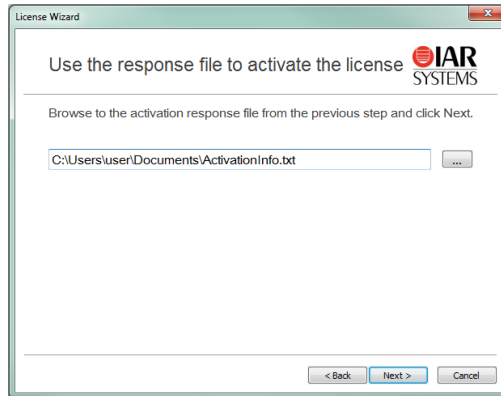 License Wizard
Use the response file to activate the license
IAR
SYSTEMS
Browse to the activation response file from the previous step and click Next.
C:\Users\user\Documents\ActivationInfo.txt
...
< Back
Next >
Cancel